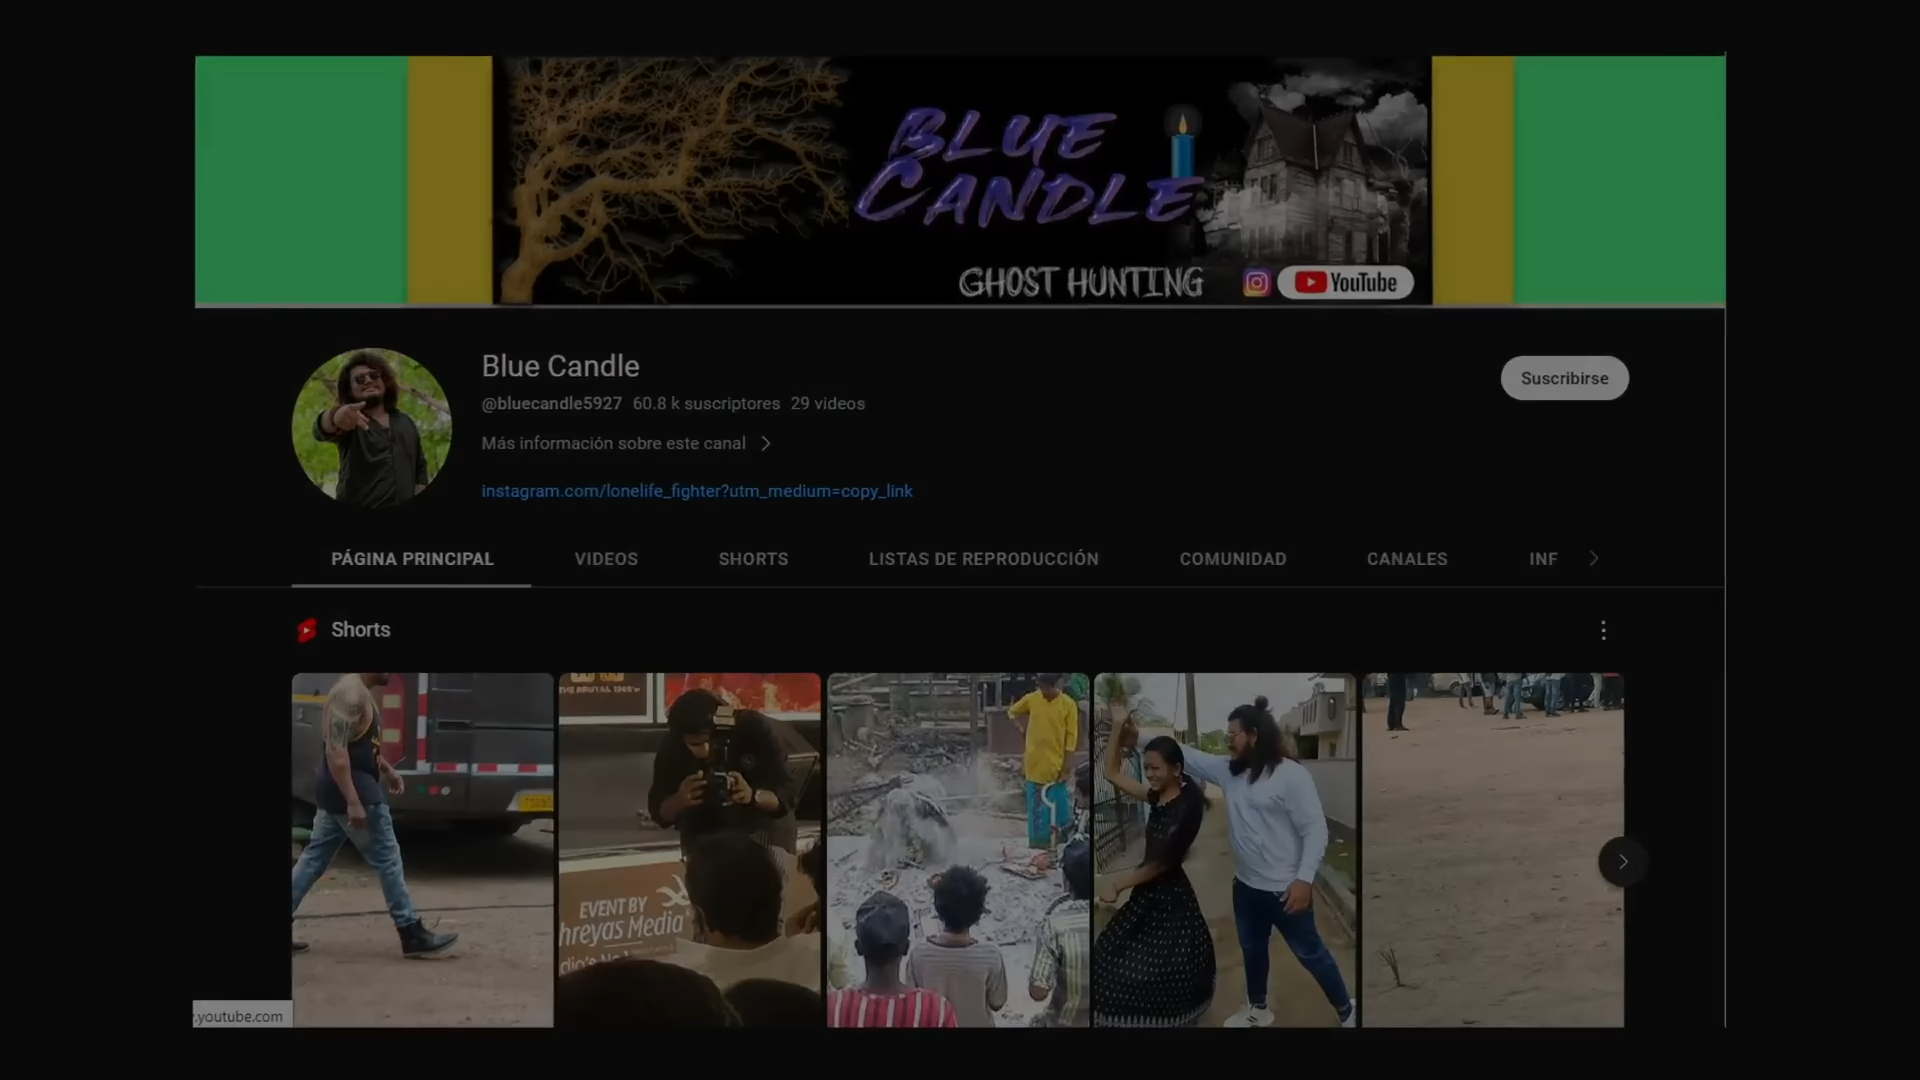 BLUE
CANDLE
GHOST HUNTING
YouTube
Blue Candle
@bluecandle5927 60.8 k suscriptores 29 videos
Suscribirse
Más información sobre este canal
instagram.com/lonelife_fighter?utm_medium=copy_link
PÁGINA PRINCIPAL VIDEOS SHORTS LISTAS DE REPRODUCCIÓN COMUNIDAD CANALES INF
Shorts
EVENT BY
hreyas Media
.youtube.com